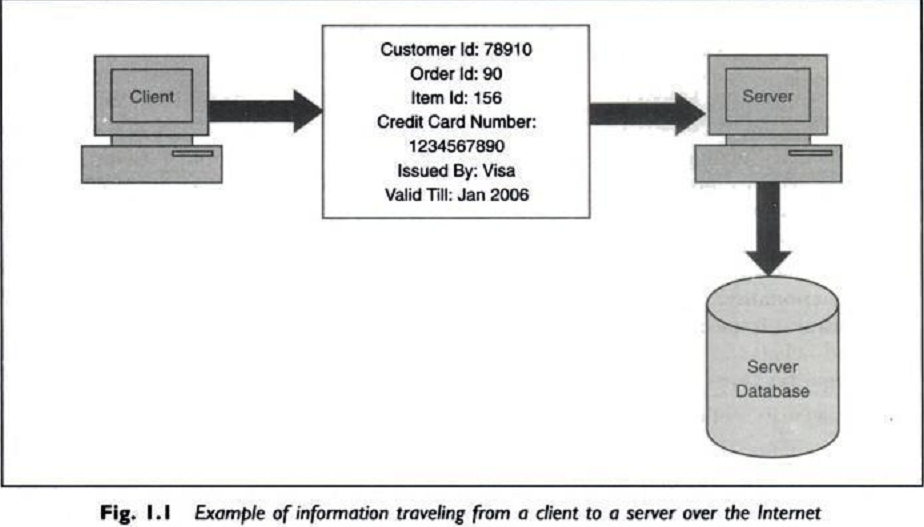 Client
Customer Id: 78910
Order Id: 90
Item Id: 156
Credit Card Number:
1234567890
Issued By: Visa
Valid Till: Jan 2006
Server
Server
Database
Fig. 1.1 Example of information traveling from a client to a server over the Internet